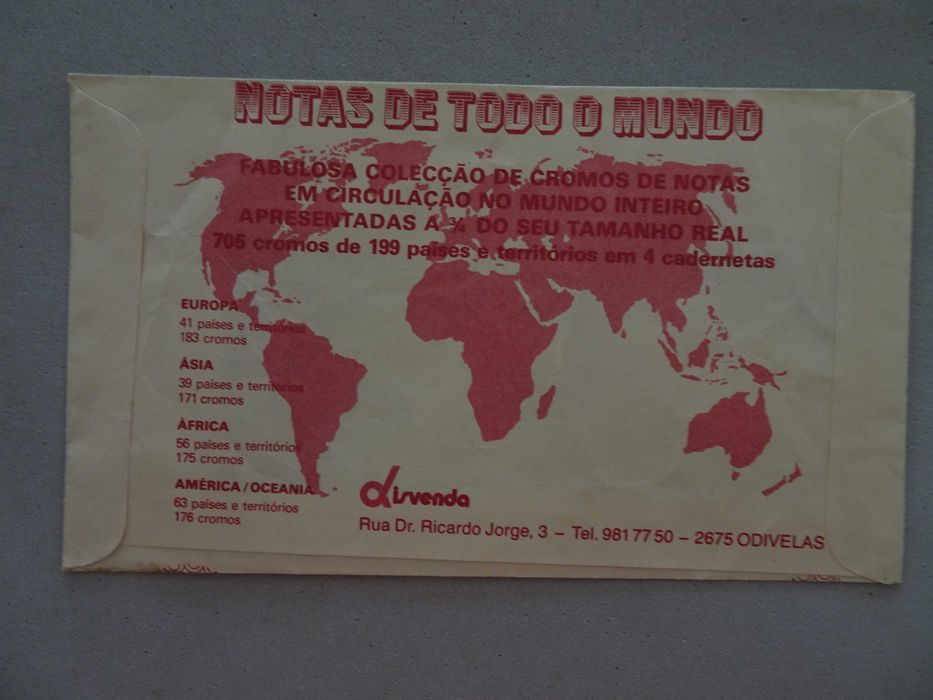 NOTAS DE TODO O MUNDO
FABULOSA COLECÇÃO DE CROMOS DE NOTAS
EM CIRCULAÇÃO NO MUNDO INTEIRO
APRESENTADAS A ¾ DO SEU TAMANHO REAL
705 cromos de 199 países e territórios em 4 cadernetas
EUROPA
41 países e territórios
183 cromos
ÁSIA
39 países e territórios
171 cromos
ÁFRICA
56 países e territórios
175 cromos
AMÉRICA/OCEANIA
63 países e territórios
176 cromos
disvenda
Rua Dr. Ricardo Jorge, 3 – Tel. 981 77 50 – 2675 ODIVELAS